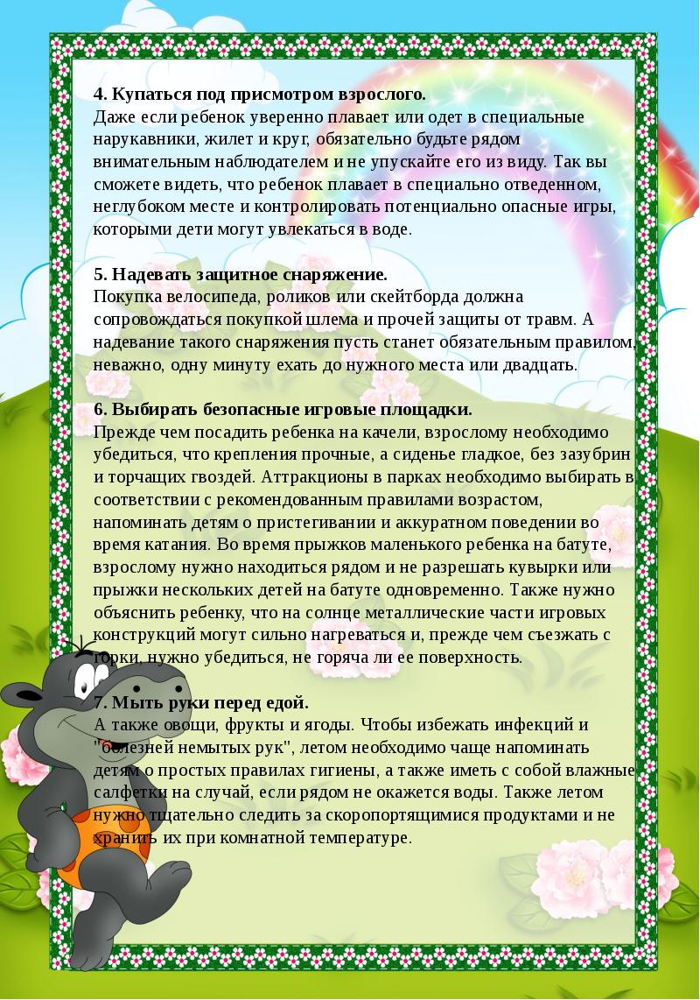 4. Купаться под присмотром взрослого.
Даже если ребенок уверенно плавает или одет в специальные
нарукавники, жилет и круг, обязательно будьте рядом
внимательным наблюдателем и не упускайте его из виду. Так вы
сможете видеть, что ребенок плавает в специально отведенном,
неглубоком месте и контролировать потенциально опасные игры,
которыми дети могут увлекаться в воде.
5. Надевать защитное снаряжение.
Покупка велосипеда, роликов или скейтборда должна
сопровождаться покупкой шлема и прочей защиты от травм. А
надевание такого снаряжения пусть станет обязательным правилом,
неважно, одну минуту ехать до нужного места или двадцать.
6. Выбирать безопасные игровые площадки.
Прежде чем посадить ребенка на качели, взрослому необходимо
убедиться, что крепления прочные, а сиденье гладкое, без зазубрин
и торчащих гвоздей. Аттракционы в парках необходимо выбирать в
соответствии с рекомендованным правилами возрастом,
напоминать детям о пристегивании и аккуратном поведении во
время катания. Во время прыжков маленького ребенка на батуте,
взрослому нужно находиться рядом и не разрешать кувырки или
прыжки нескольких детей на батуте одновременно. Также нужно
объяснить ребенку, что на солнце металлические части игровых
конструкций могут сильно нагреваться и, прежде чем съезжать с
горки, нужно убедиться, не горяча ли ее поверхность.
7. Мыть руки перед едой.
А также овощи, фрукты и ягоды. Чтобы избежать инфекций и
"болезней немытых рук", летом необходимо чаще напоминать
детям о простых правилах гигиены, а также иметь с собой влажные
салфетки на случай, если рядом не окажется воды. Также летом
нужно тщательно следить за скоропортящимися продуктами и не
хранить их при комнатной температуре.